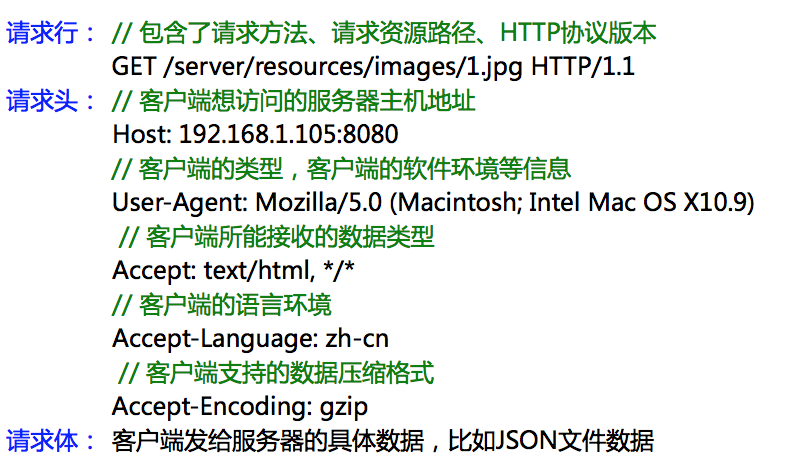 请求行： // 包含了请求方法、请求资源路径、HTTP协议版本
GET /server/resources/images/1.jpg HTTP/1.1
请求头： // 客户端想访问的服务器主机地址
Host: 192.168.1.105:8080
// 客户端的类型，客户端的软件环境等信息
User-Agent: Mozilla/5.0 (Macintosh; Intel Mac OS X10.9)
// 客户端所能接收的数据类型
Accept: text/html, */*
// 客户端的语言环境
Accept-Language: zh-cn
// 客户端支持的数据压缩格式
Accept-Encoding: gzip
请求体： 客户端发给服务器的具体数据，比如JSON文件数据